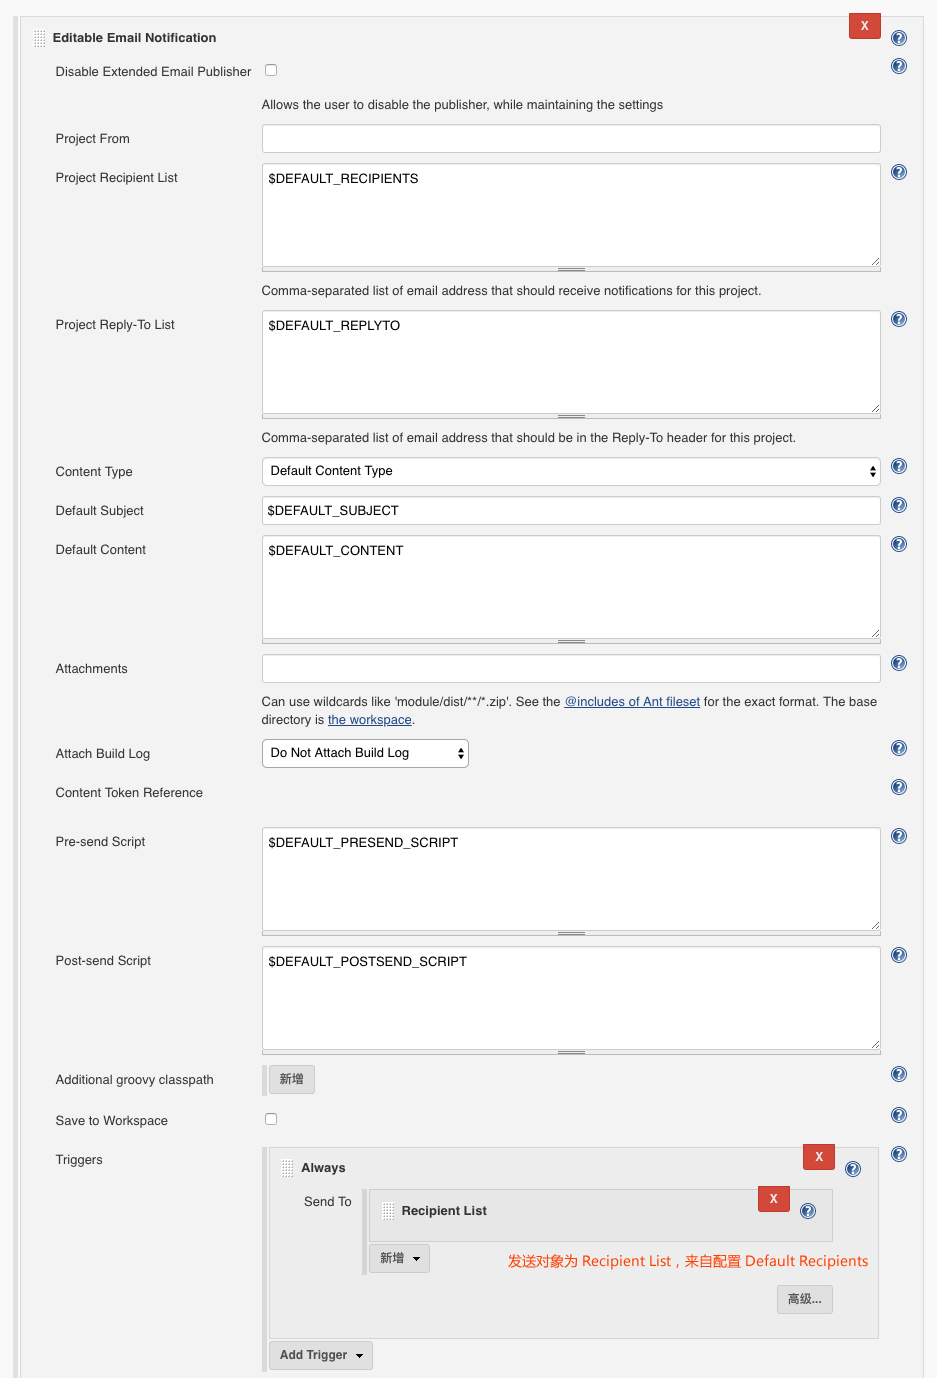 X
Editable Email Notification
Disable Extended Email Publisher
Allows the user to disable the publisher, while maintaining the settings
Project From
Project Recipient List
$DEFAULT_RECIPIENTS
Comma-separated list of email address that should receive notifications for this project.
Project Reply-To List
$DEFAULT_REPLYTO
Comma-separated list of email address that should be in the Reply-To header for this project.
Content Type
Default Content Type
Default Subject
$DEFAULT_SUBJECT
Default Content
$DEFAULT_CONTENT
Attachments
Can use wildcards like 'module/dist/**/*.zip'. See the @includes of Ant fileset for the exact format. The base
directory is the workspace.
Attach Build Log
Do Not Attach Build Log
Content Token Reference
Pre-send Script
$DEFAULT_PRESEND_SCRIPT
Post-send Script
$DEFAULT_POSTSEND_SCRIPT
Additional groovy classpath
新增
Save to Workspace
Triggers
X
Always
Send To
X
Recipient List
新增
发送对象为 Recipient List，来自配置 Default Recipients
高级...
Add Trigger